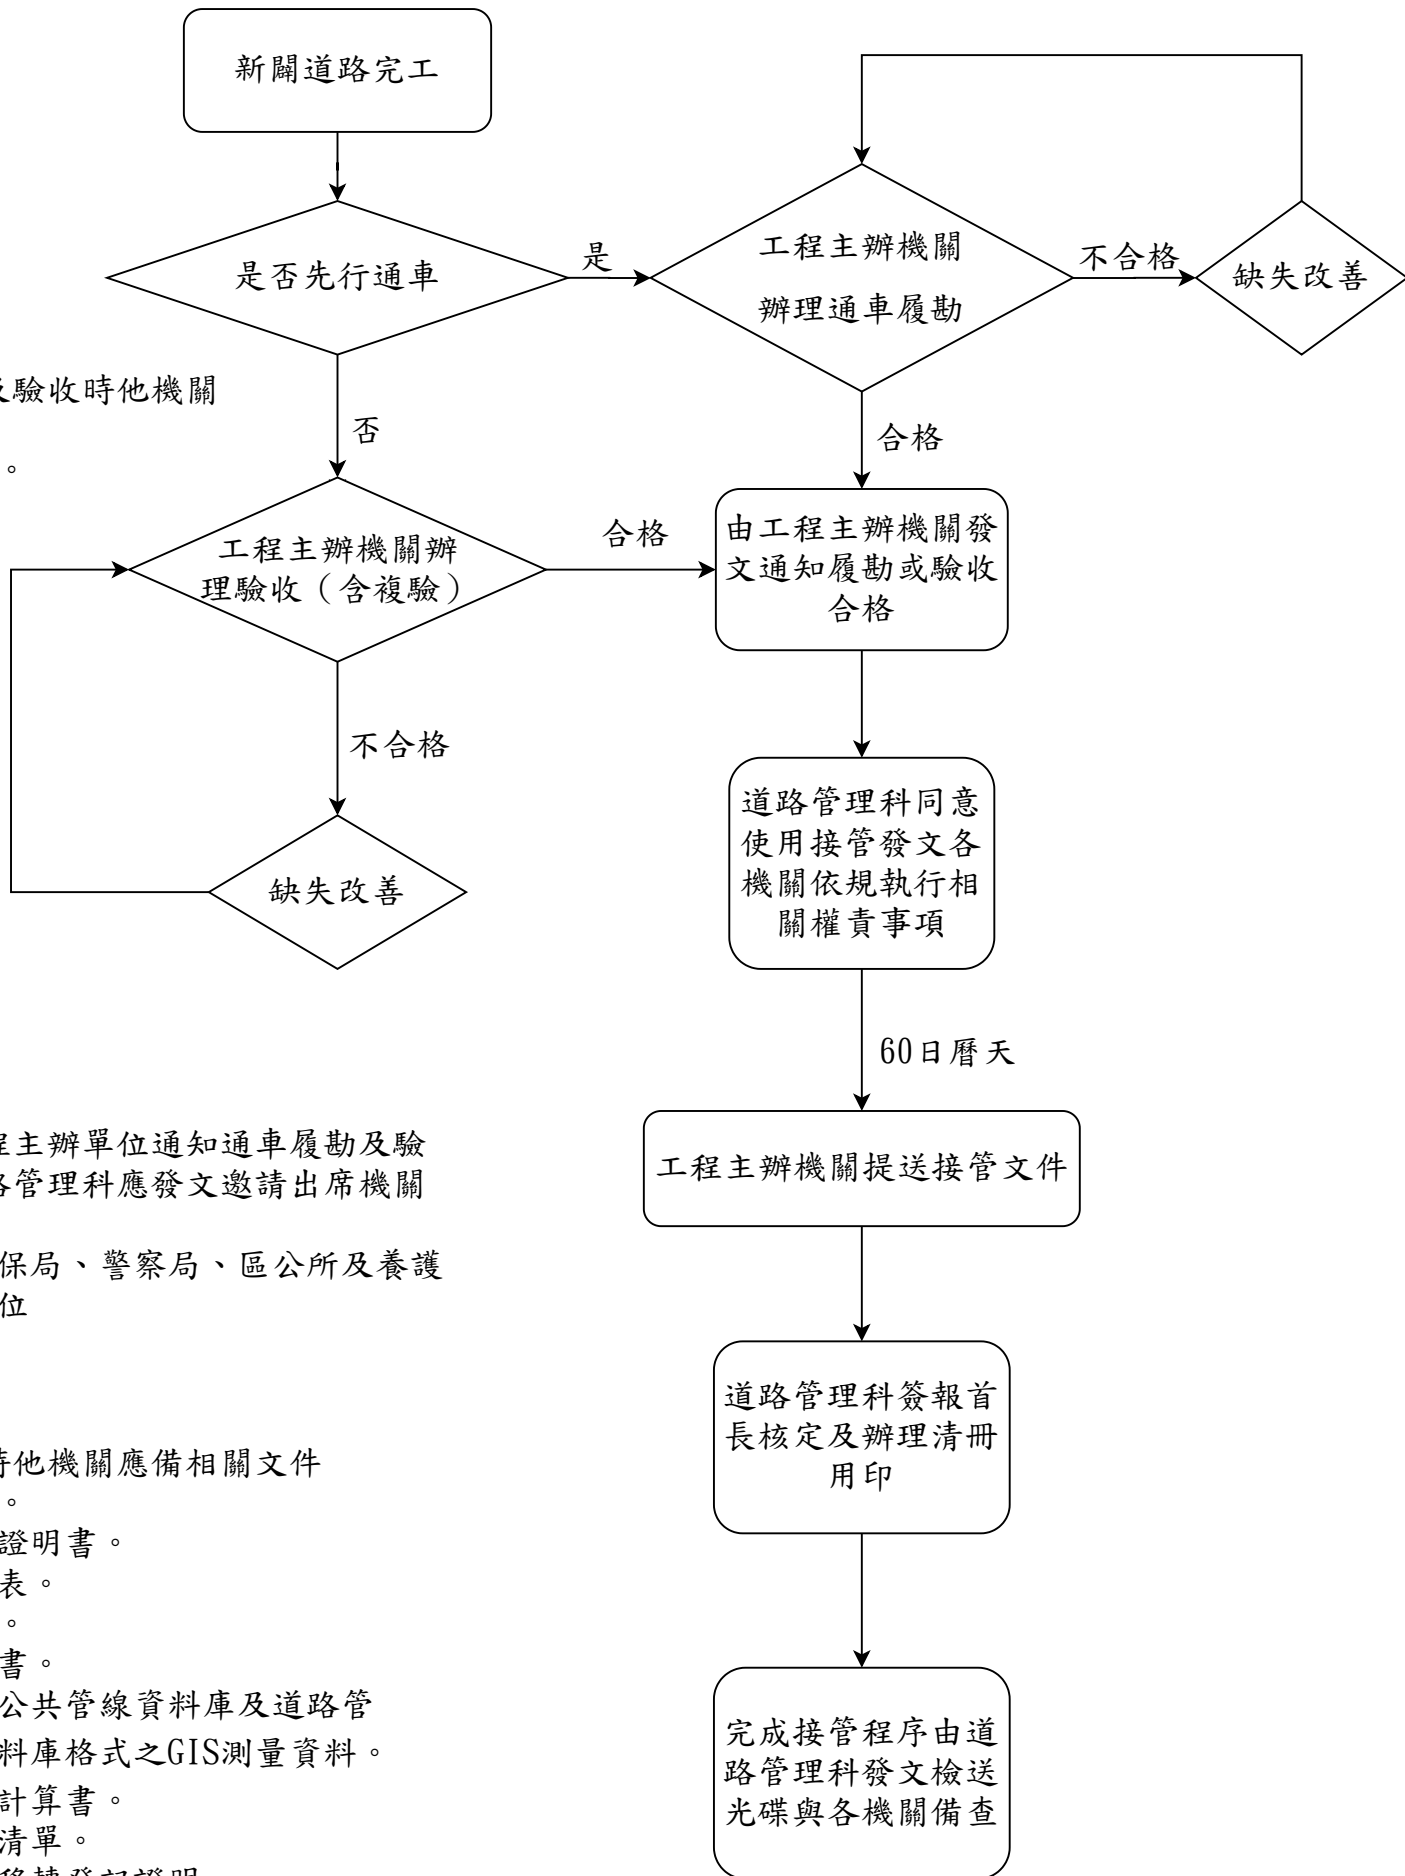 新闢道路完工
是否先行通車
是
工程主辦機關
辦理通車履勘
不合格
缺失改善
驗收時他機關
。
否
合格
工程主辦機關辦
理驗收（含複驗）
合格
由工程主辦機關發
文通知履勘或驗收
合格
不合格
缺失改善
道路管理科同意
使用接管發文各
機關依規執行相
關權責事項
60日曆天
工程主辦機關提送接管文件
程主辦單位通知通車履勘及驗
路管理科應發文邀請出席機關
保局、警察局、區公所及養護
位
道路管理科簽報首
長核定及辦理清冊
用印
時他機關應備相關文件
。
證明書。
表。
。
書。
公共管線資料庫及道路管
料庫格式之GIS測量資料。
計算書。
清單。
完成接管程序由道
路管理科發文檢送
光碟與各機關備查